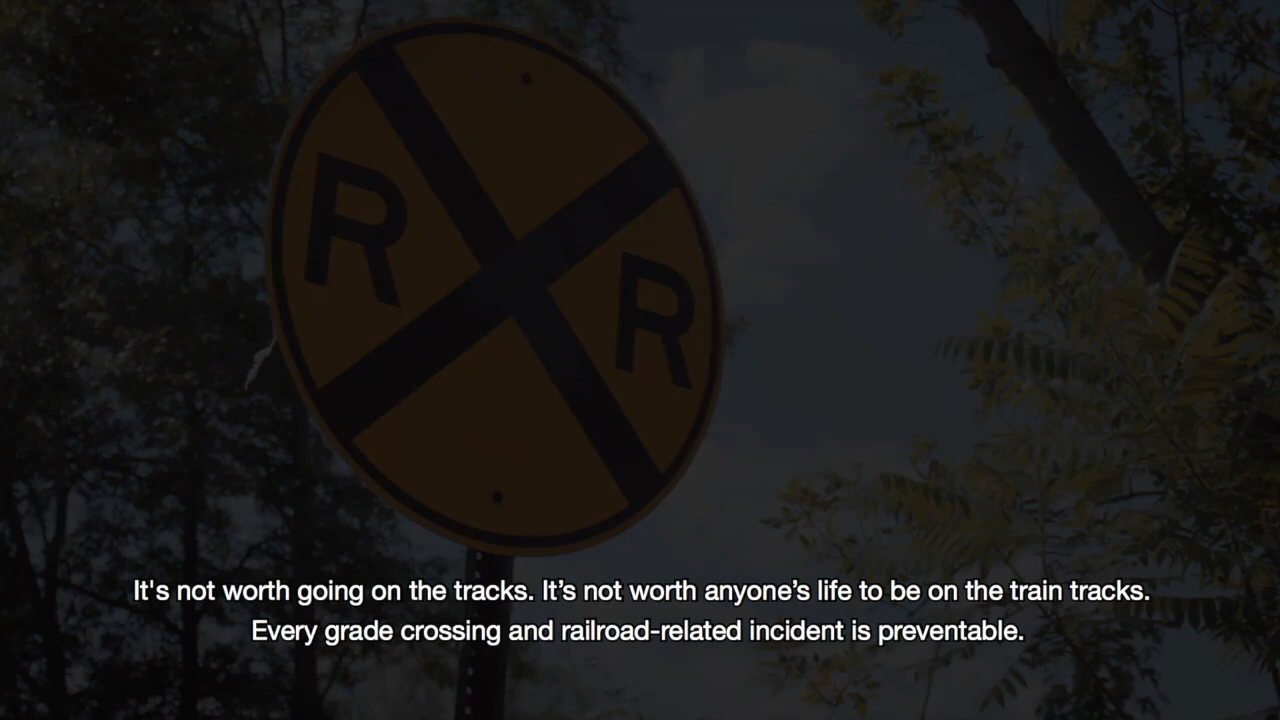 R R
It's not worth going on the tracks. It’s not worth anyone’s life to be on the train tracks.
Every grade crossing and railroad-related incident is preventable.